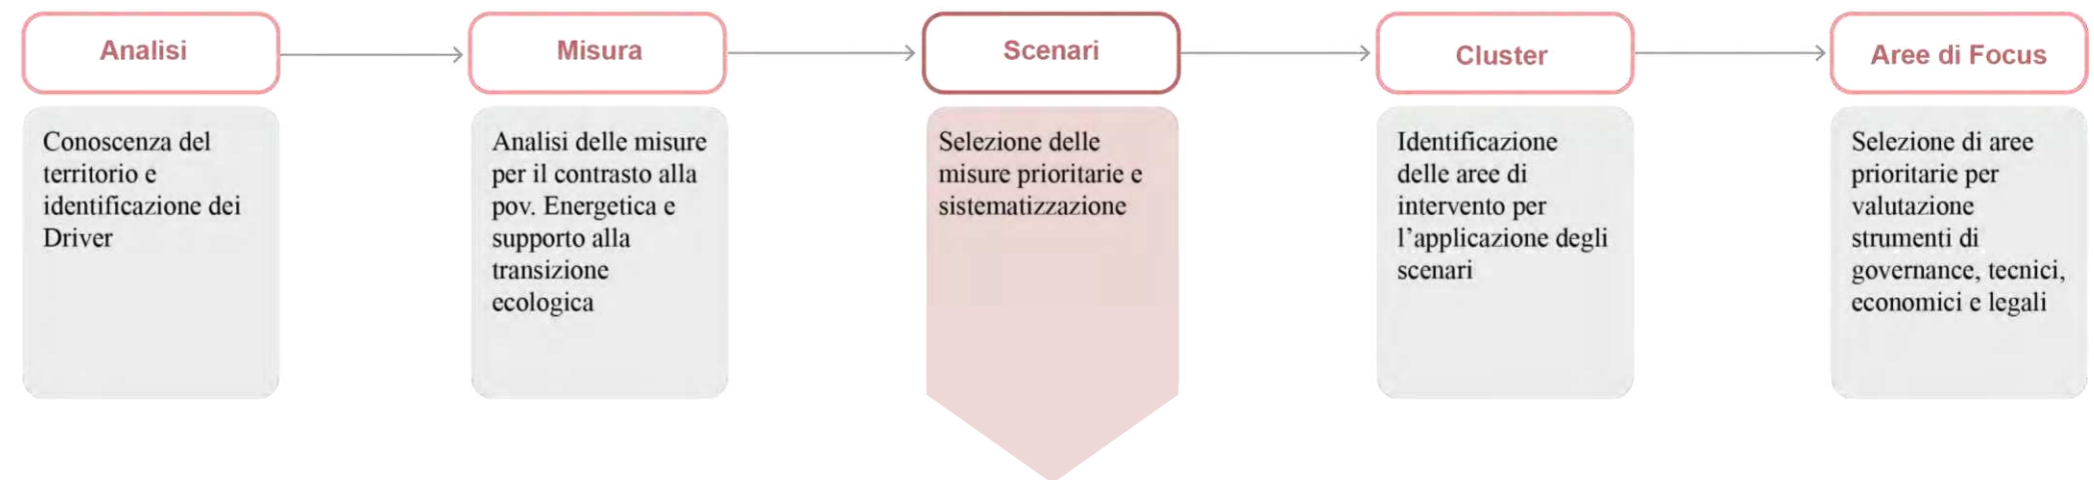 Analisi
Misura
Scenari
Cluster
Aree di Focus
Conoscenza del
territorio e
identificazione dei
Driver
Analisi delle misure
per il contrasto alla
pov. Energetica e
supporto alla
transizione
ecologica
Selezione delle
misure prioritarie e
sistematizzazione
Identificazione
delle aree di
intervento per
l’applicazione degli
scenari
Selezione di aree
prioritarie per
valutazione
strumenti di
governance, tecnici,
economici e legali